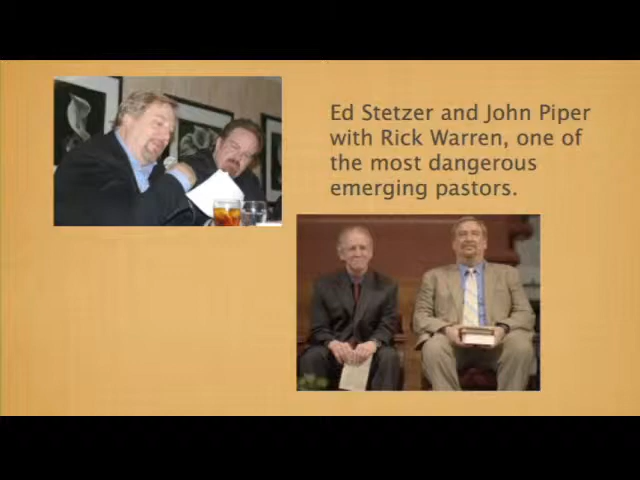 Ed Stetzer and John Piper
with Rick Warren, one of
the most dangerous
emerging pastors.